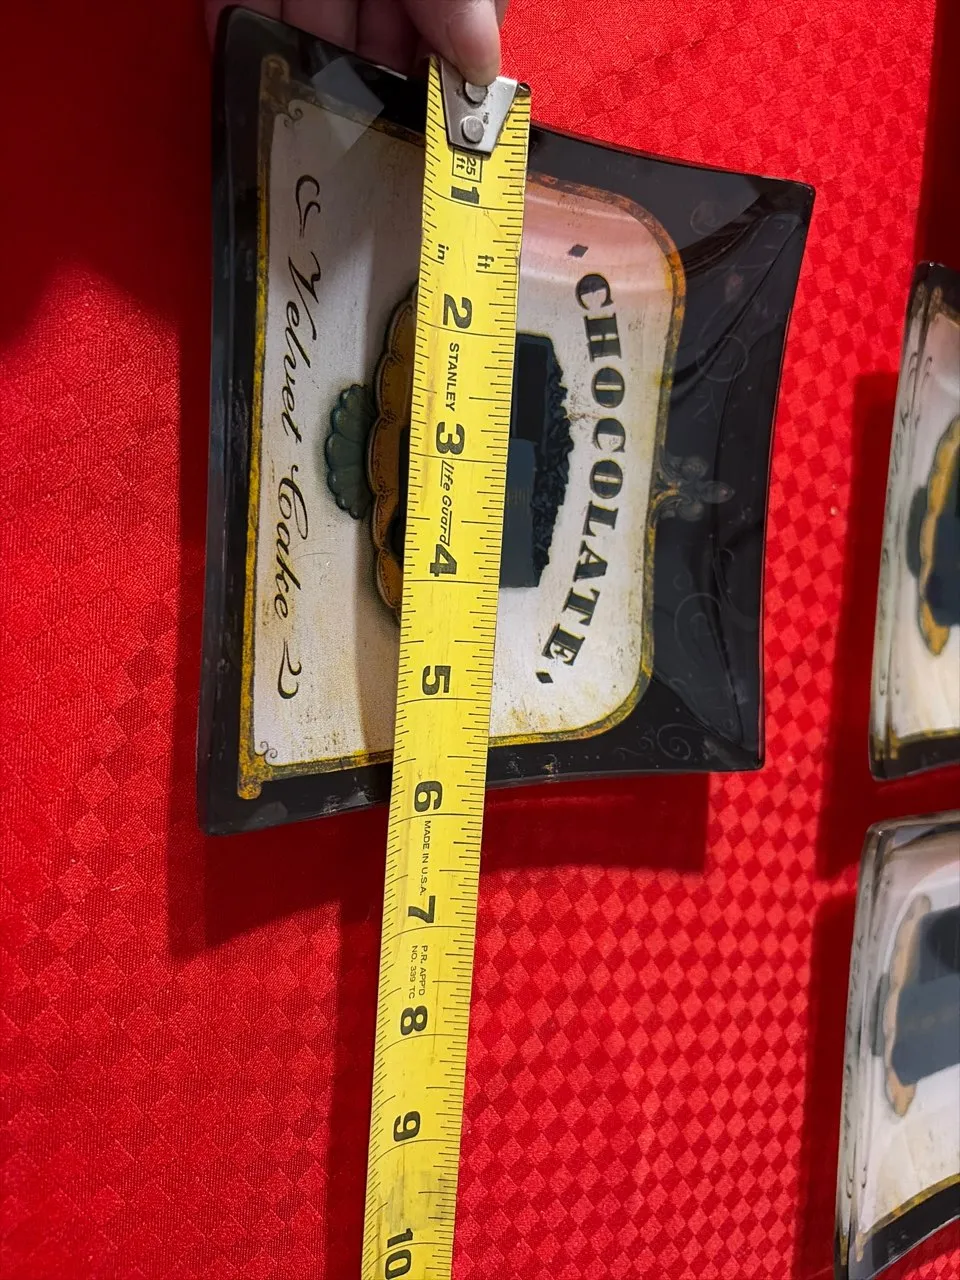 CHOCOLATE,
Velvet Cake
25
ft
1
in
ft
2
STANLEY
3
life Guard
4
5
6
MADE IN U.S.A.
7
P.R. APP'D
NO. 339 TC
8
9
10